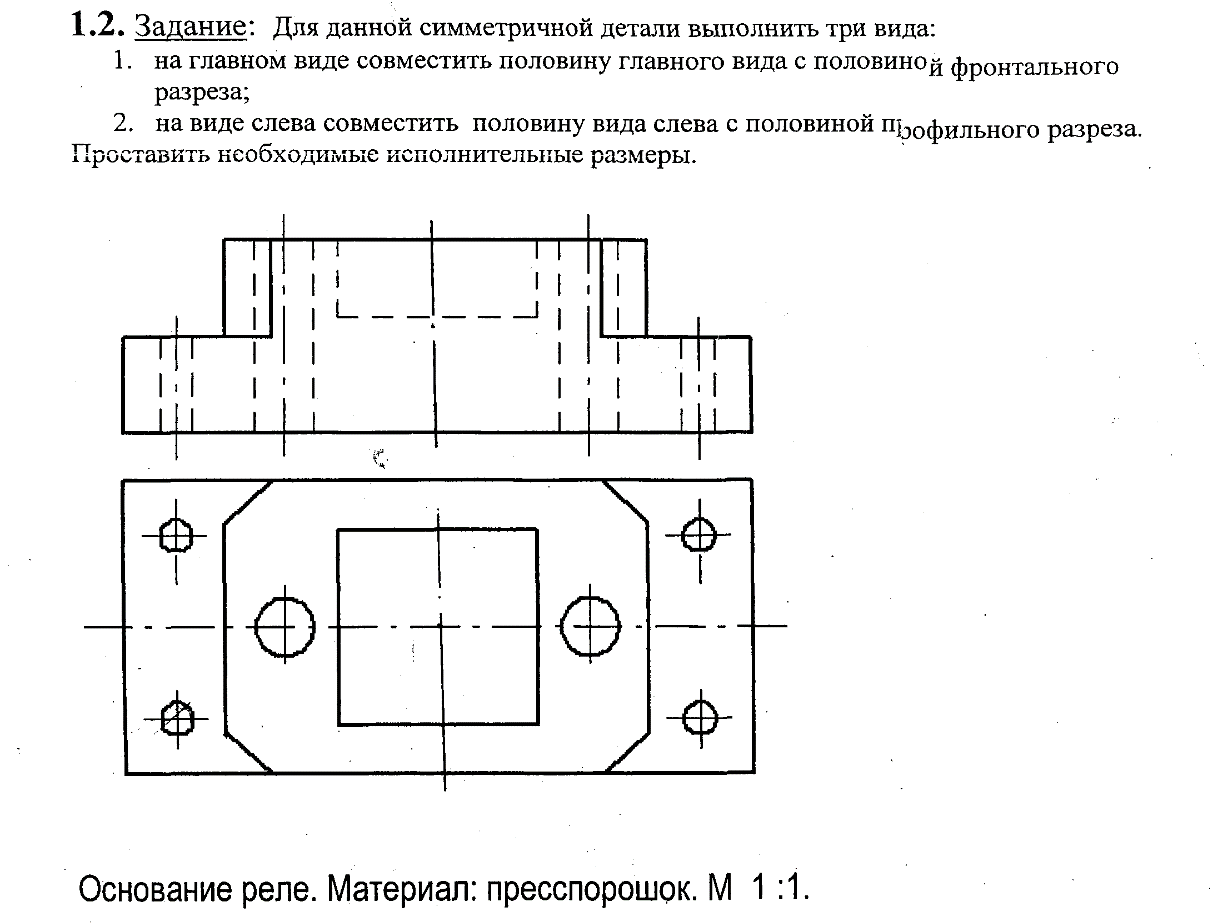 1.2. Задание: Для данной симметричной детали выполнить три вида:
1. на главном виде совместить половину главного вида с половиной фронтального
разреза;
2. на виде слева совместить половину вида слева с половиной профильного разреза.
Проставить необходимые исполнительные размеры.
Основание реле. Материал: пресспорошок. М 1 :1.